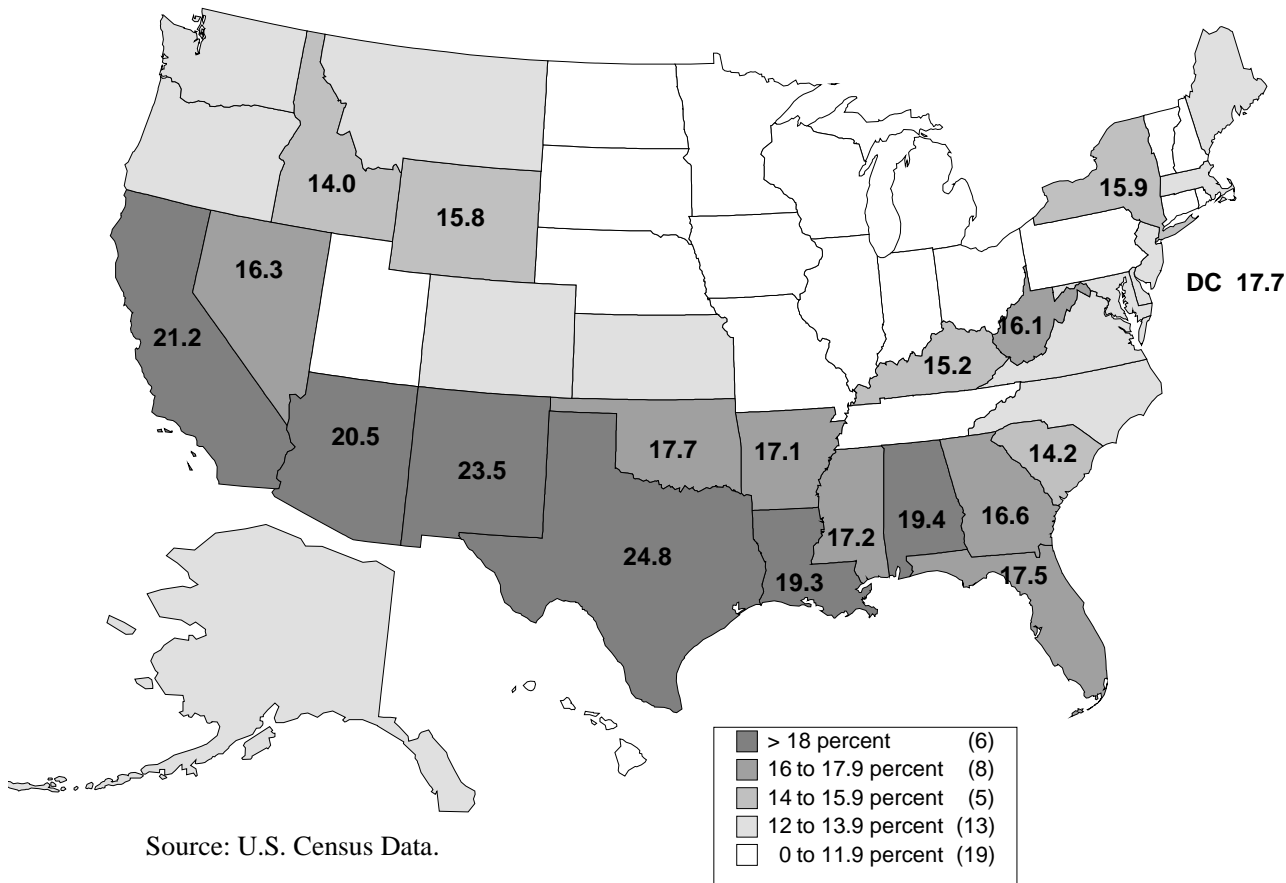 14.0
15.9
15.8
16.3
DC 17.7
21.2
16.1
15.2
20.5
17.7
17.1
14.2
23.5
19.4
16.6
17.2
24.8
19.3
17.5
> 18 percent (6)
16 to 17.9 percent (8)
14 to 15.9 percent (5)
12 to 13.9 percent (13)
0 to 11.9 percent (19)
Source: U.S. Census Data.